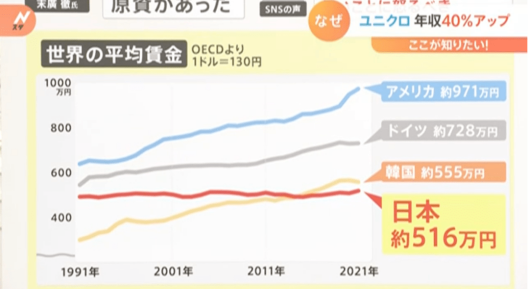 末廣 徹氏
原資があった
SNSの声
なぜ
ユニクロ 年収40%アップ
ここが知りたい!
世界の平均賃金
OECDより
1ドル=130円
1000
万円
800
600
400
アメリカ 約971万円
ドイツ 約728万円
韓国 約555万円
日本
約516万円
1991年
2001年
2011年
2021年